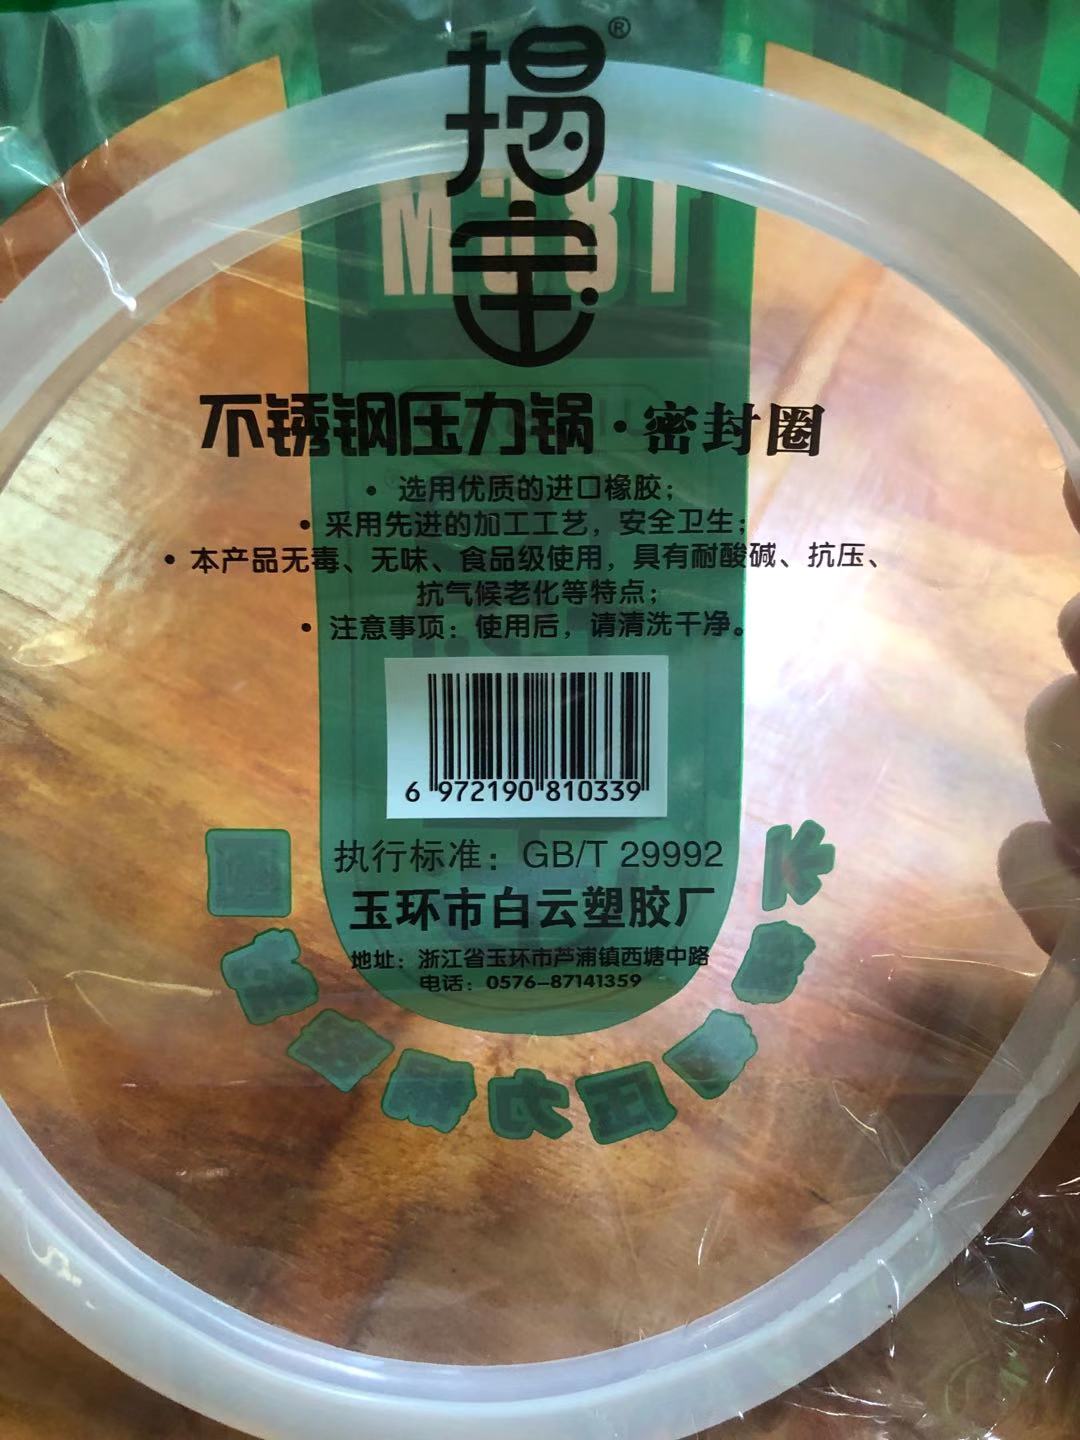 揭宝®
不锈钢压力锅·密封圈
• 选用优质的进口橡胶；
• 采用先进的加工工艺，安全卫生；
• 本产品无毒、无味、食品级使用，具有耐酸碱、抗压、
抗气候老化等特点；
• 注意事项：使用后，请清洗干净。
6 972190 810339
执行标准：GB/T 29992
玉环市白云塑胶厂
地址：浙江省玉环市芦浦镇西塘中路
电话：0576-87141359